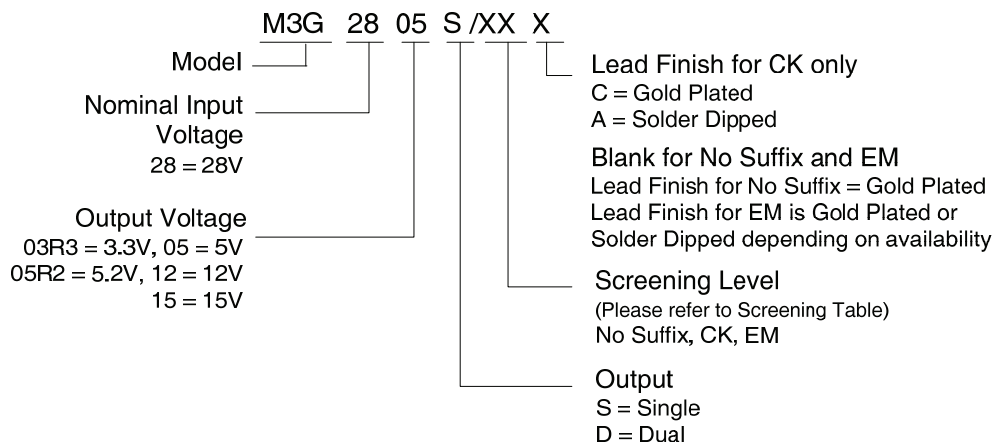 M3G 28 05 S /XX X
Model
Nominal Input
Voltage
28 = 28V
Output Voltage
03R3 = 3.3V, 05 = 5V
05R2 = 5.2V, 12 = 12V
15 = 15V
Lead Finish for CK only
C = Gold Plated
A = Solder Dipped
Blank for No Suffix and EM
Lead Finish for No Suffix = Gold Plated
Lead Finish for EM is Gold Plated or
Solder Dipped depending on availability
Screening Level
(Please refer to Screening Table)
No Suffix, CK, EM
Output
S = Single
D = Dual